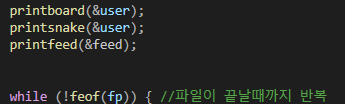 printboard(&user);
printsnake(&user);
printfeed(&feed);
while (!feof(fp)) { //파일이 끝날때까지 반복